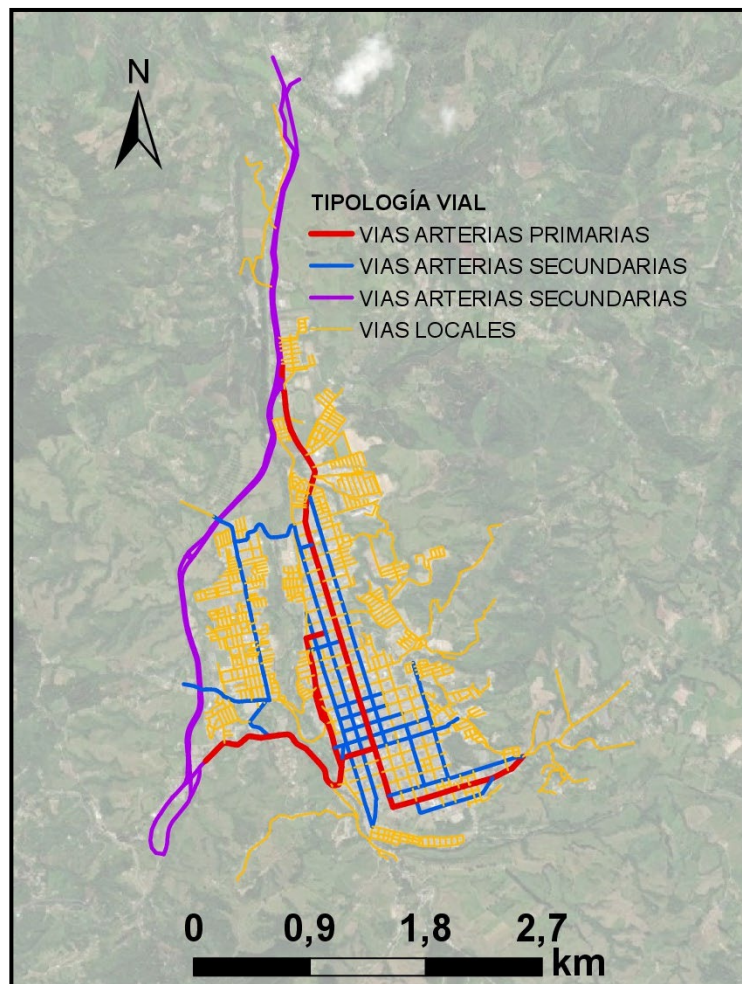 N
TIPOLOGÍA VIAL
VIAS ARTERIAS PRIMARIAS
VIAS ARTERIAS SECUNDARIAS
VIAS ARTERIAS SECUNDARIAS
VIAS LOCALES
0 0,9 1,8 2,7
km